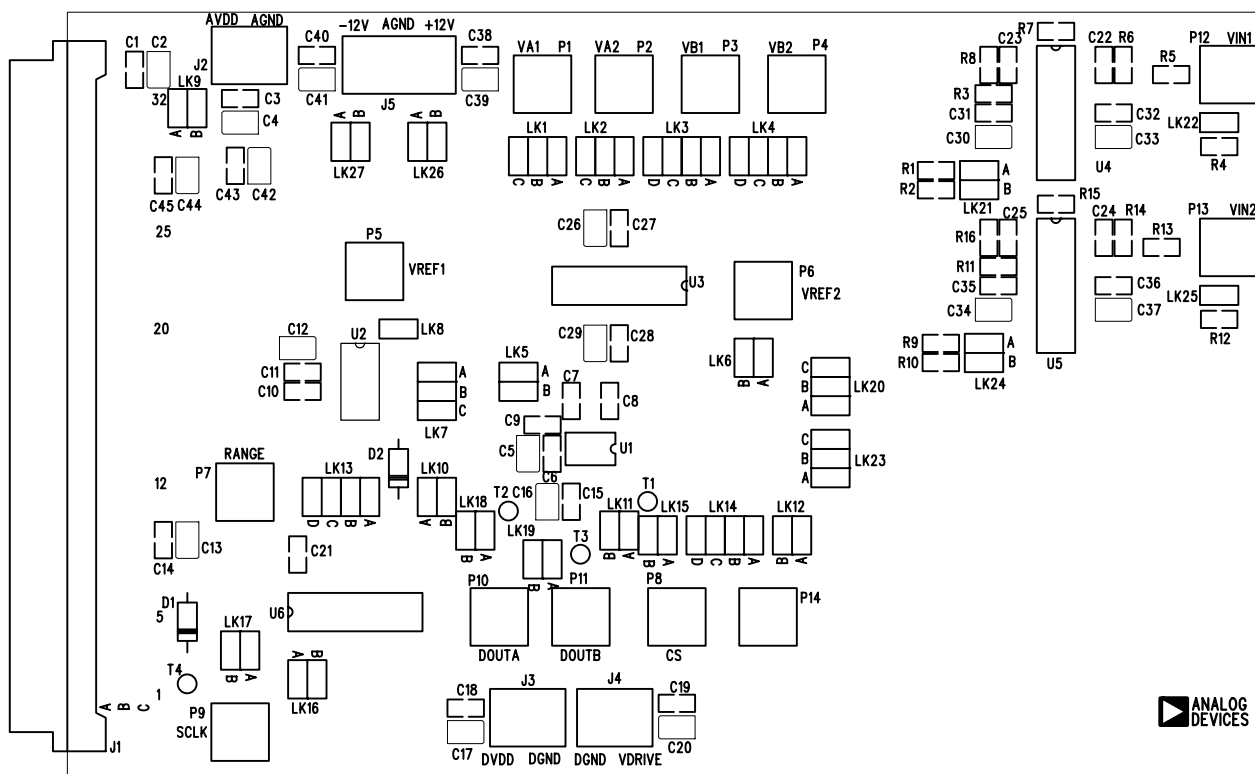 AVDD AGND
-12V AGND +12V
C1 C2
J2
C40
C38
VA1 P1
VA2 P2
VB1 P3
VB2 P4
R7
R8 C23
C22 R6
R5
P12 VIN1
32 LK9
A B
C3
C4
C41
J5
C39
A B
A B
LK27
LK26
LK1
LK2
LK3
LK4
C B A
C B A
D C B A
D C B A
R3
C31
C30
C32
C33
LK22
R4
U4
R1
R2
A
B
LK21
R15
C45 C44
C43 C42
25
C26
C27
P5
VREF1
U3
P6
VREF2
R16 C25
C24 R14
R13
P13 VIN2
R11
C35
C34
C36
C37
LK25
R12
U5
R9
R10
A
B
LK24
20
C12
C11
C10
U2
LK8
C29
C28
LK5
A
B
A
B
C
LK7
LK6
B A
C
B
A
LK20
C
B
A
LK23
C7
C8
C9
C5
C6
U1
D2
RANGE
P7
12
LK13
D C B A
LK10
A B
LK18
B A
T2 C16
C15
T1
LK11
B A
LK15
B A
LK14
D C B A
LK12
B A
LK19
B A
T3
C14
C13
C21
D1
5
U6
LK17
B A
A B
LK16
P10
DOUTA
P11
DOUTB
P8
CS
P14
T4
1
A B C
J1
P9
SCLK
C18
C17
J3
DVDD DGND
J4
DGND VDRIVE
C19
C20
ANALOG
DEVICES